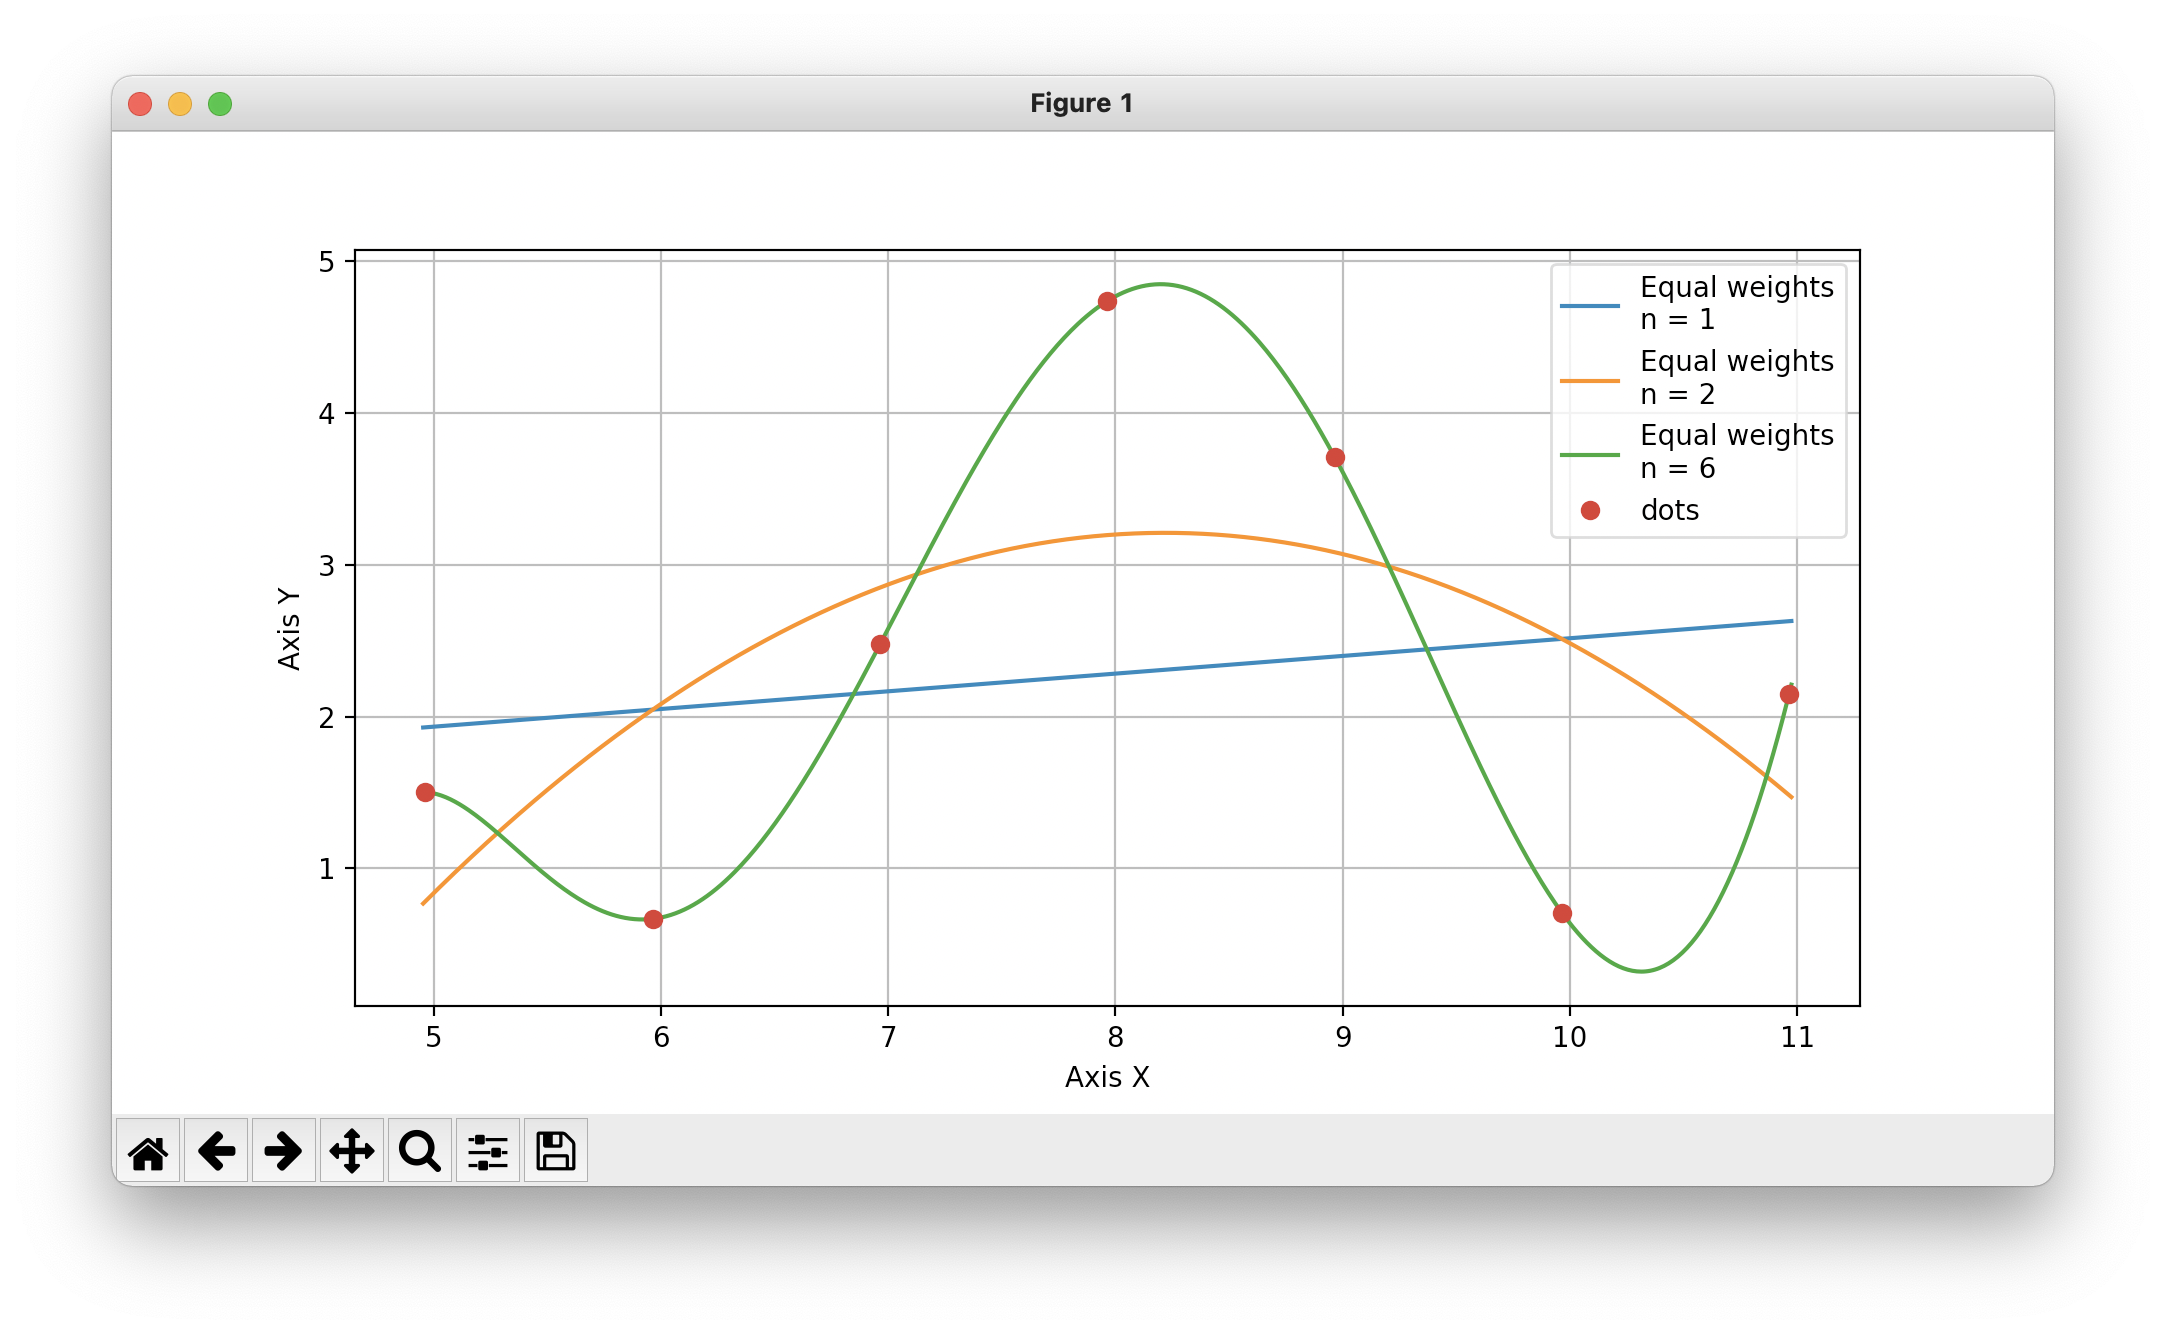 Figure 1
5
4
3
2
1
Axis Y
Equal weights
n = 1
Equal weights
n = 2
Equal weights
n = 6
dots
5 6 7 8 9 10 11
Axis X